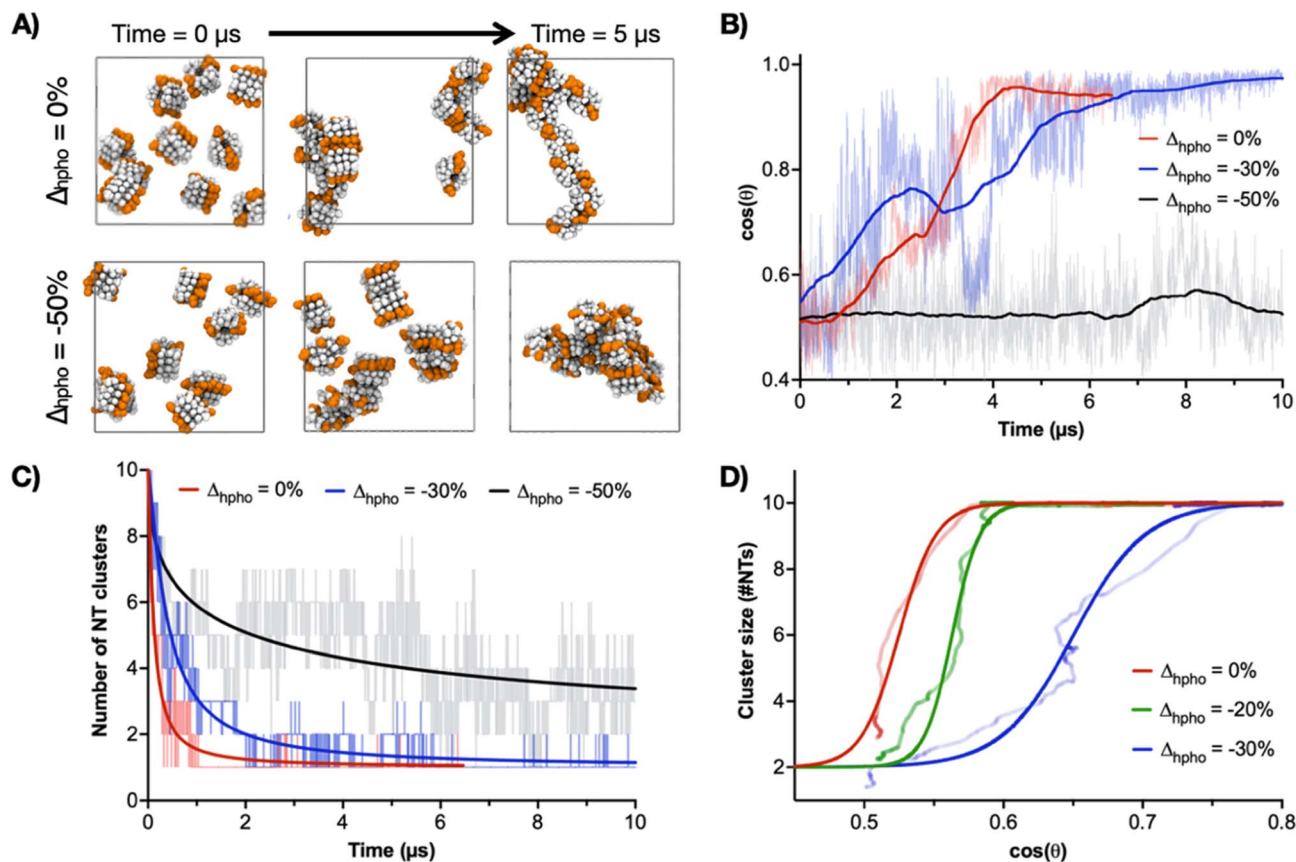 A)
Time = 0 µs
Time = 5 µs
Δhpho = 0%
Δhpho = -50%
B)
1.0
0.8
0.6
0.4
cos(θ)
0
2
4
6
8
10
Time (µs)
Δhpho = 0%
Δhpho = -30%
Δhpho = -50%
C)
Δhpho = 0%
Δhpho = -30%
Δhpho = -50%
10
8
6
4
2
0
Number of NT clusters
0
2
4
6
8
10
Time (µs)
D)
10
8
6
4
2
Cluster size (#NTs)
Δhpho = 0%
Δhpho = -20%
Δhpho = -30%
0.5
0.6
0.7
0.8
cos(θ)